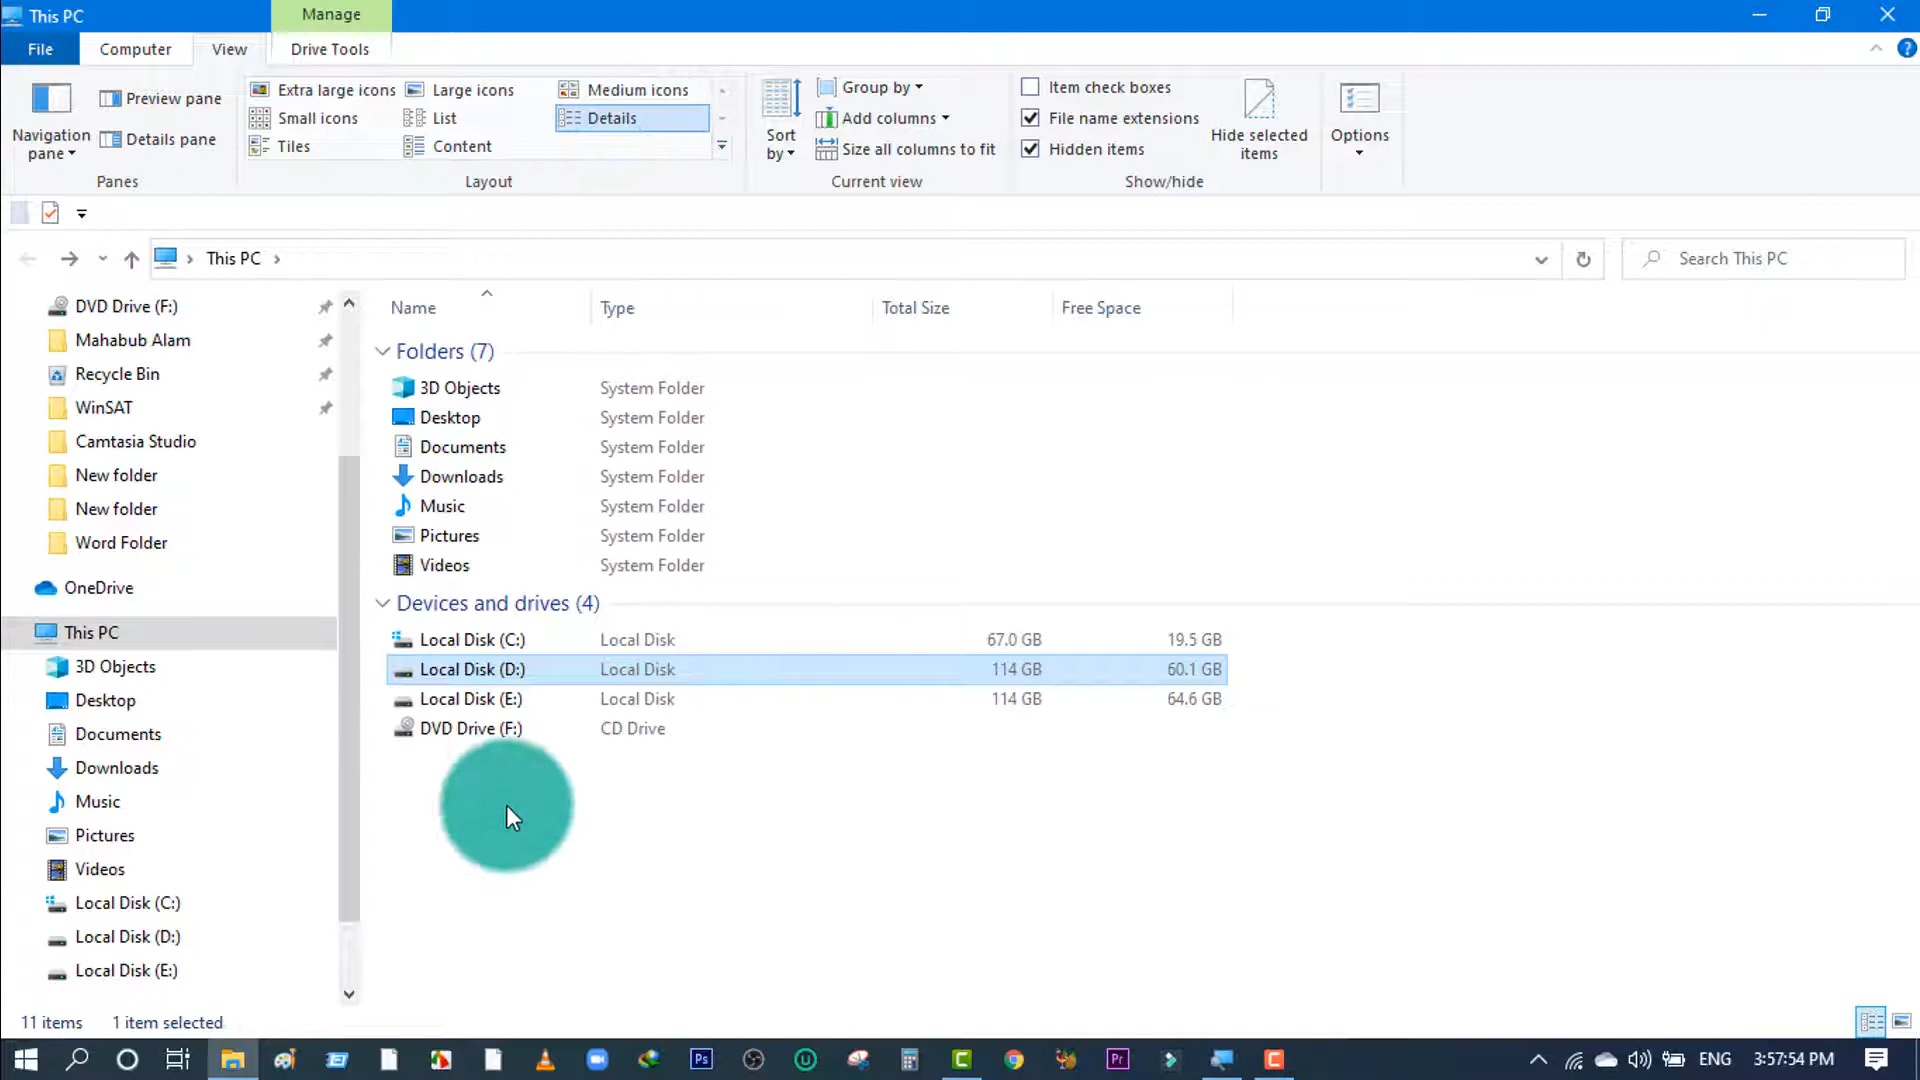 This PC
Manage
File
Computer
View
Drive Tools
Navigation pane
Preview pane
Details pane
Panes
Extra large icons
Large icons
Medium icons
Small icons
List
Details
Tiles
Content
Layout
Sort by
Group by
Add columns
Size all columns to fit
Current view
Item check boxes
File name extensions
Hidden items
Hide selected items
Show/hide
Options
This PC
Search This PC
DVD Drive (F:)
Mahabub Alam
Recycle Bin
WinSAT
Camtasia Studio
New folder
New folder
Word Folder
OneDrive
This PC
3D Objects
Desktop
Documents
Downloads
Music
Pictures
Videos
Local Disk (C:)
Local Disk (D:)
Local Disk (E:)
Name Type Total Size Free Space
Folders (7)
3D Objects System Folder
Desktop System Folder
Documents System Folder
Downloads System Folder
Music System Folder
Pictures System Folder
Videos System Folder
Devices and drives (4)
Local Disk (C:) Local Disk 67.0 GB 19.5 GB
Local Disk (D:) Local Disk 114 GB 60.1 GB
Local Disk (E:) Local Disk 114 GB 64.6 GB
DVD Drive (F:) CD Drive
11 items 1 item selected
Ps
Pr
ENG
3:57:54 PM